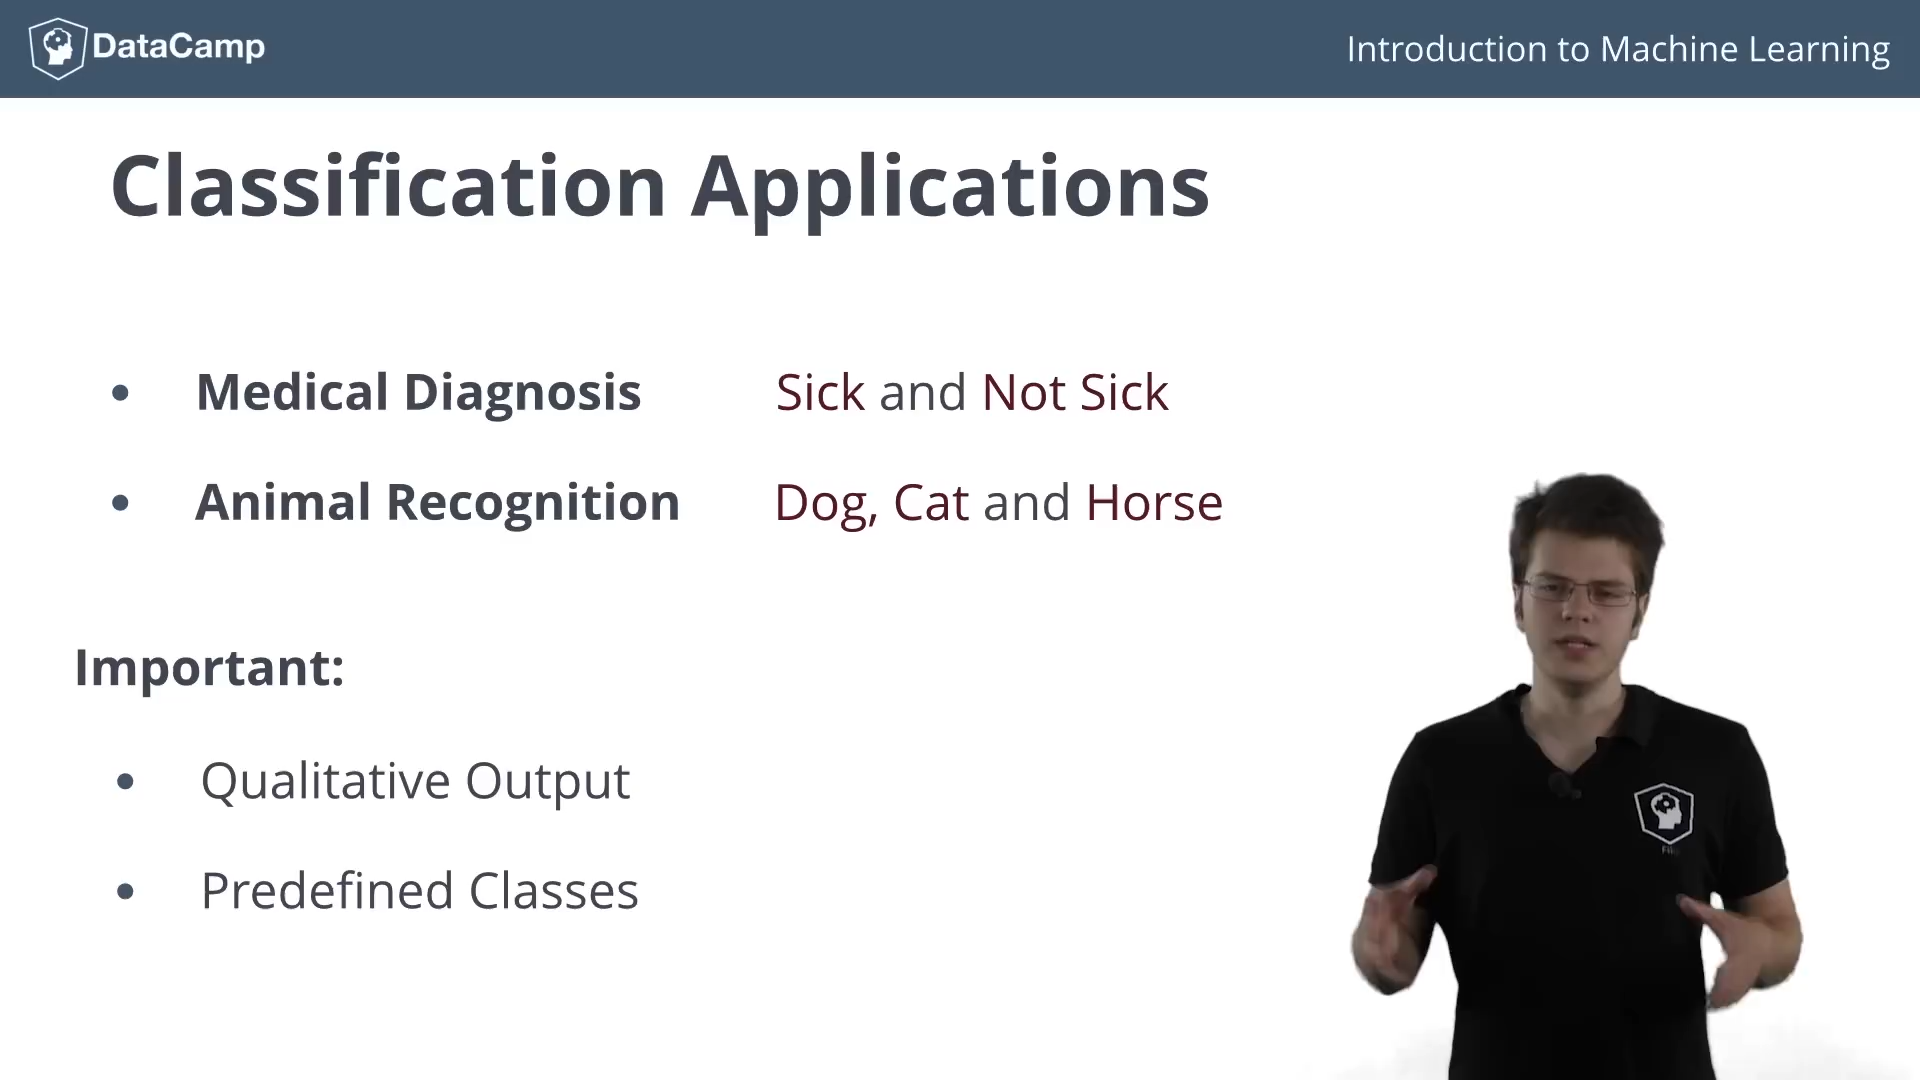 DataCamp
Introduction to Machine Learning
Classification Applications
• Medical Diagnosis Sick and Not Sick
• Animal Recognition Dog, Cat and Horse
Important:
• Qualitative Output
• Predefined Classes